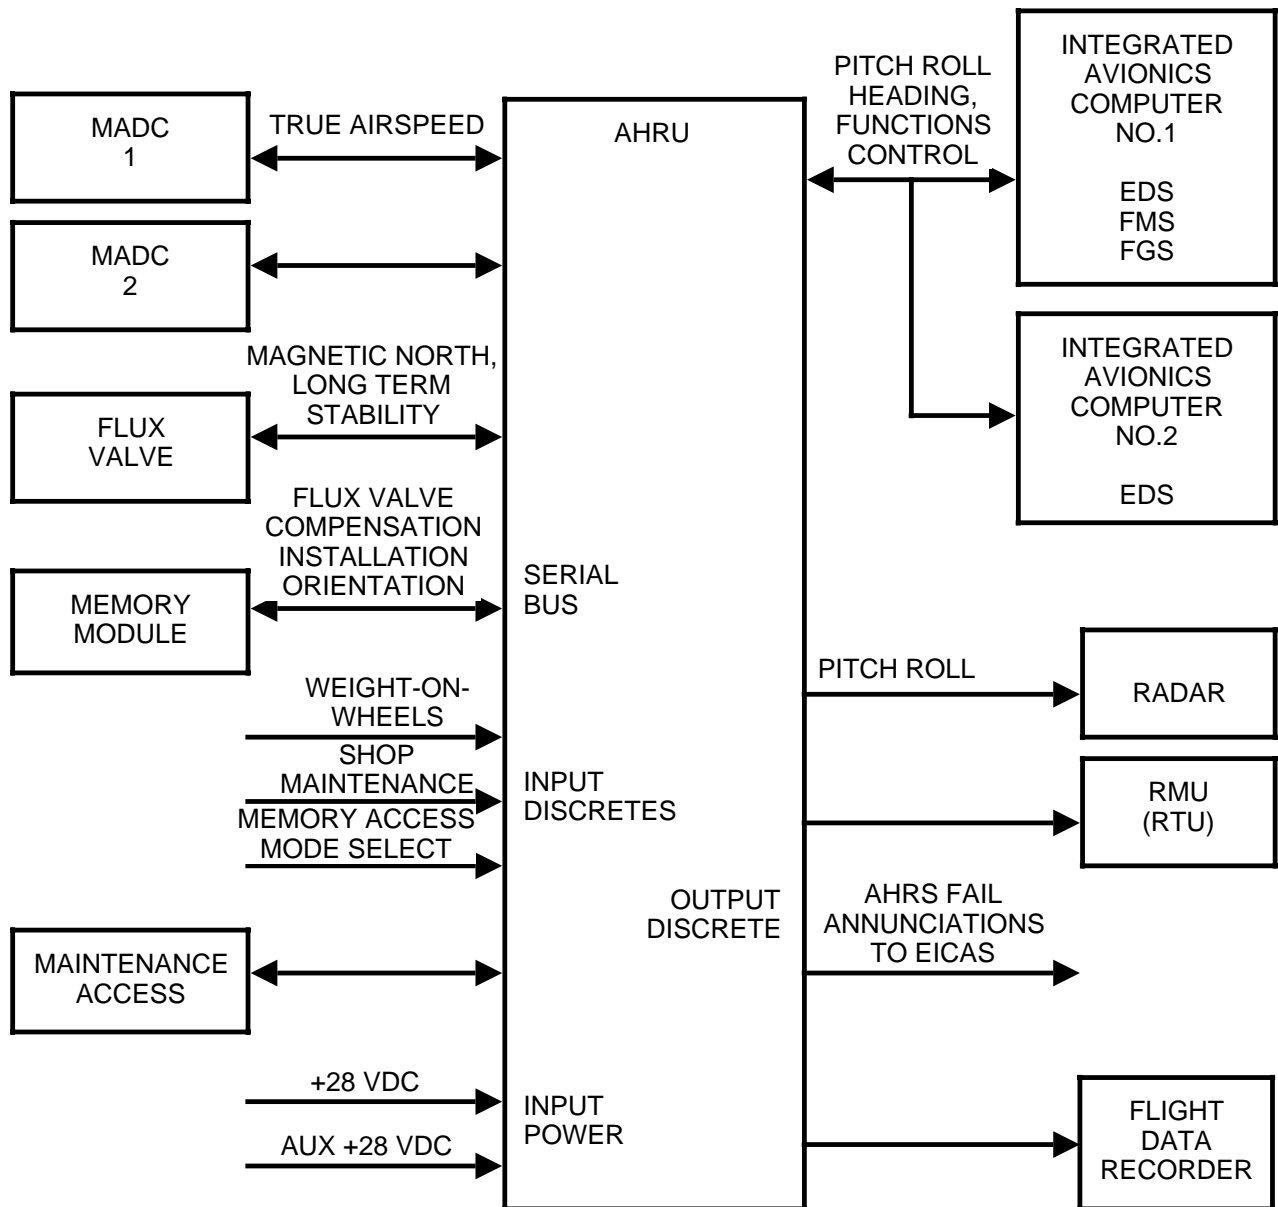 MADC
1
TRUE AIRSPEED
MADC
2
MAGNETIC NORTH,
LONG TERM
STABILITY
FLUX
VALVE
FLUX VALVE
COMPENSATION
INSTALLATION
ORIENTATION
MEMORY
MODULE
WEIGHT-ON-
WHEELS
SHOP
MAINTENANCE
MEMORY ACCESS
MODE SELECT
MAINTENANCE
ACCESS
+28 VDC
AUX +28 VDC
AHRU
SERIAL
BUS
INPUT
DISCRETES
OUTPUT
DISCRETE
INPUT
POWER
PITCH ROLL
HEADING,
FUNCTIONS
CONTROL
INTEGRATED
AVIONICS
COMPUTER
NO.1
EDS
FMS
FGS
INTEGRATED
AVIONICS
COMPUTER
NO.2
EDS
PITCH ROLL
RADAR
RMU
(RTU)
AHRS FAIL
ANNUNCIATIONS
TO EICAS
FLIGHT
DATA
RECORDER